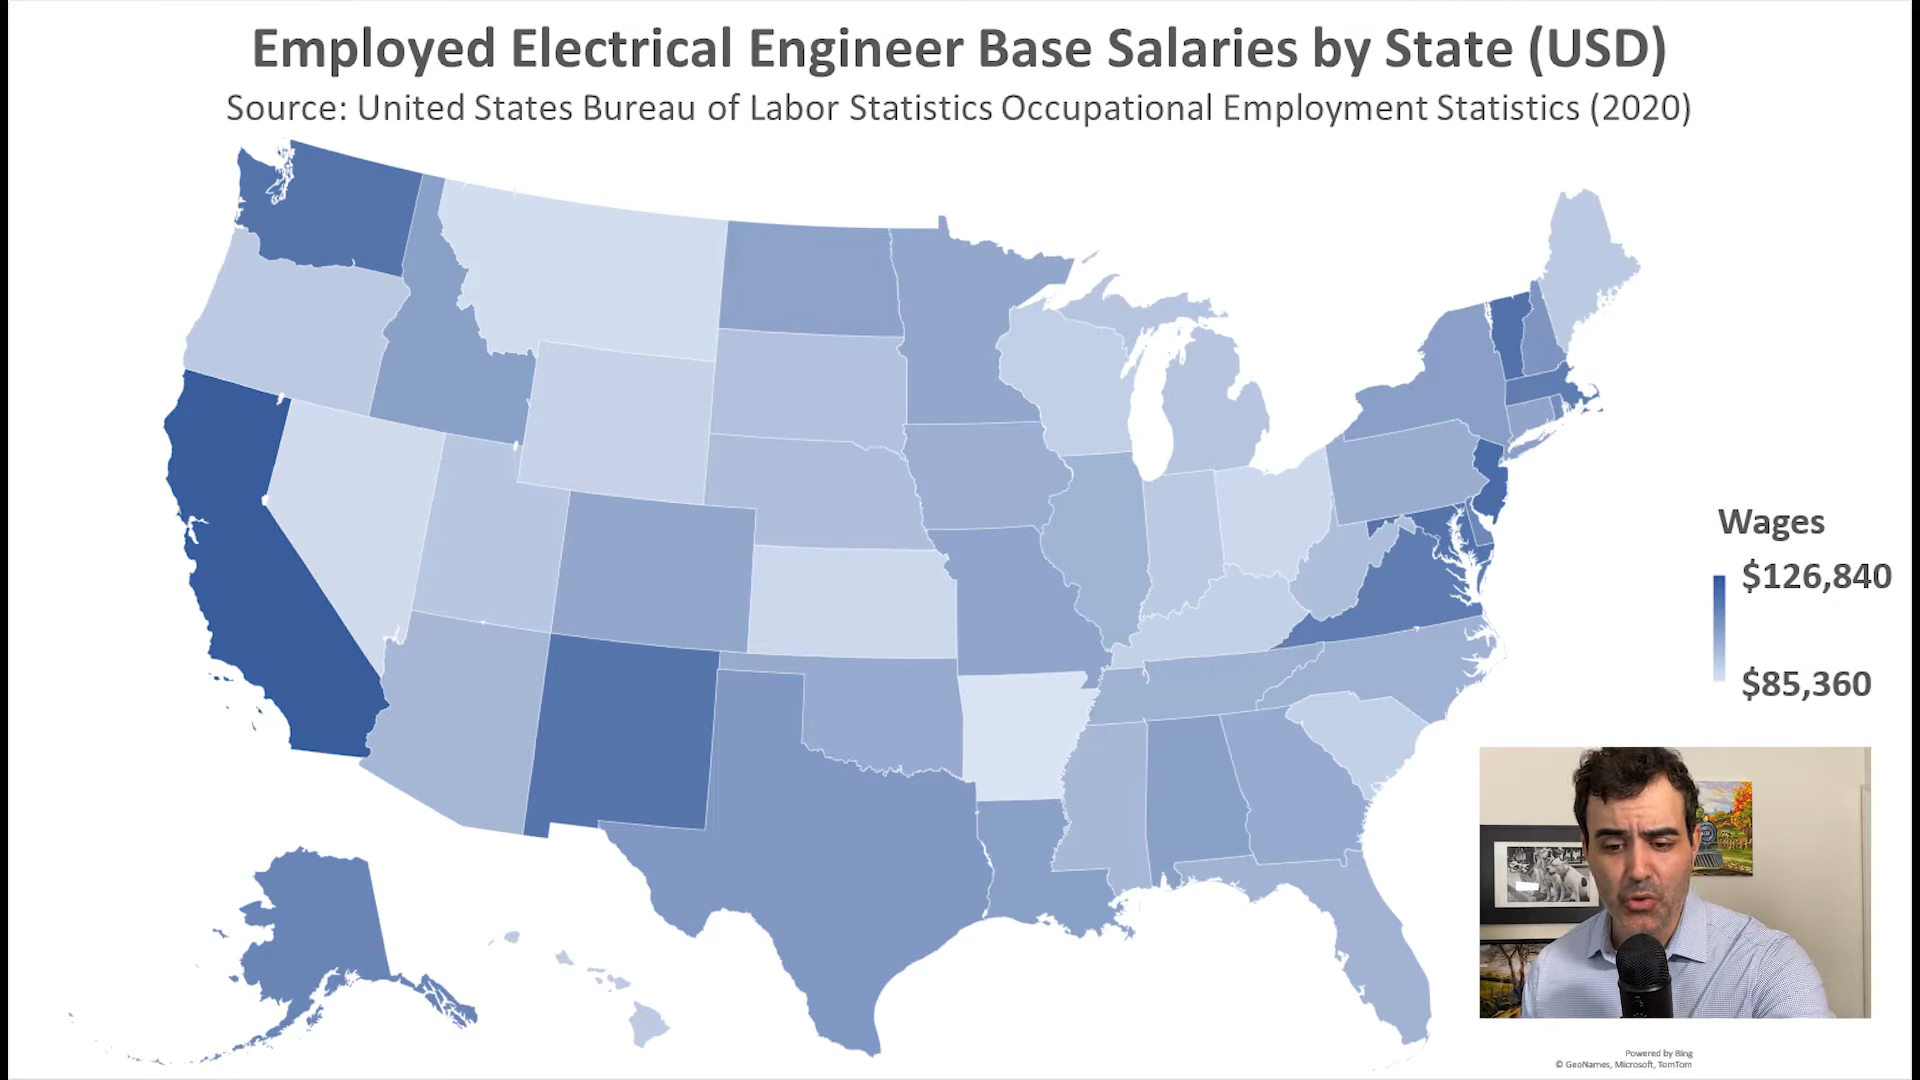 Employed Electrical Engineer Base Salaries by State (USD)
Source: United States Bureau of Labor Statistics Occupational Employment Statistics (2020)
Wages
$126,840
$85,360
Powered by Bing
© GeoNames, Microsoft, TomTom